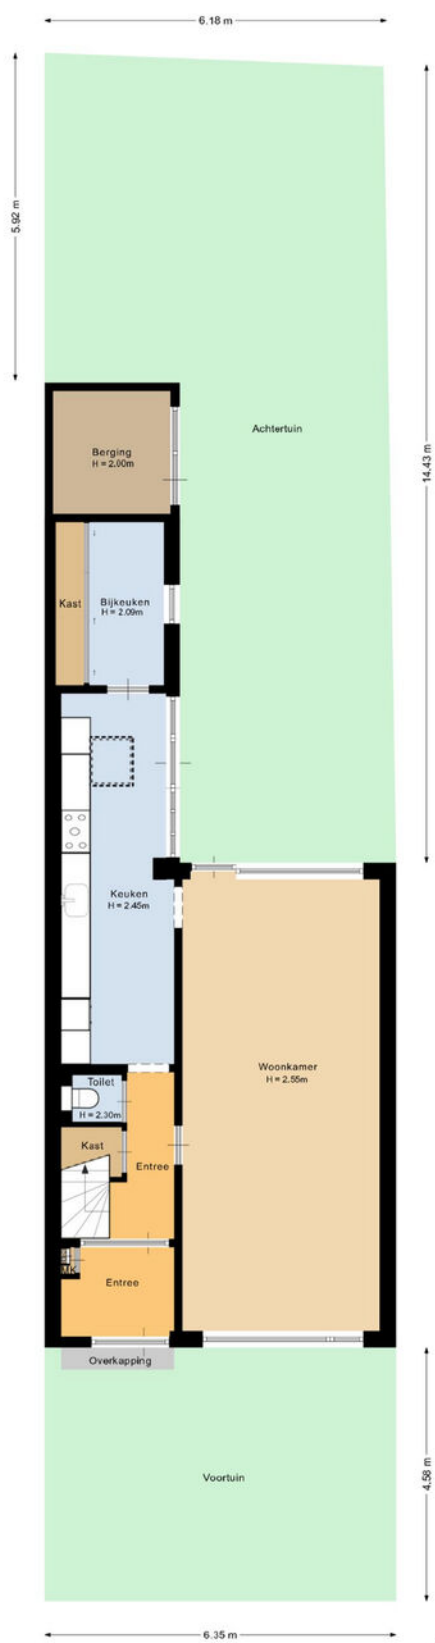 6.18 m
5.92 m
14.43 m
Achtertuin
Berging
H = 2.00m
Kast
Bijkeuken
H = 2.09m
Keuken
H = 2.45m
Woonkamer
H = 2.55m
Toilet
H = 2.30m
Kast
Entree
MK
Entree
Overkapping
Voortuin
4.58 m
6.35 m